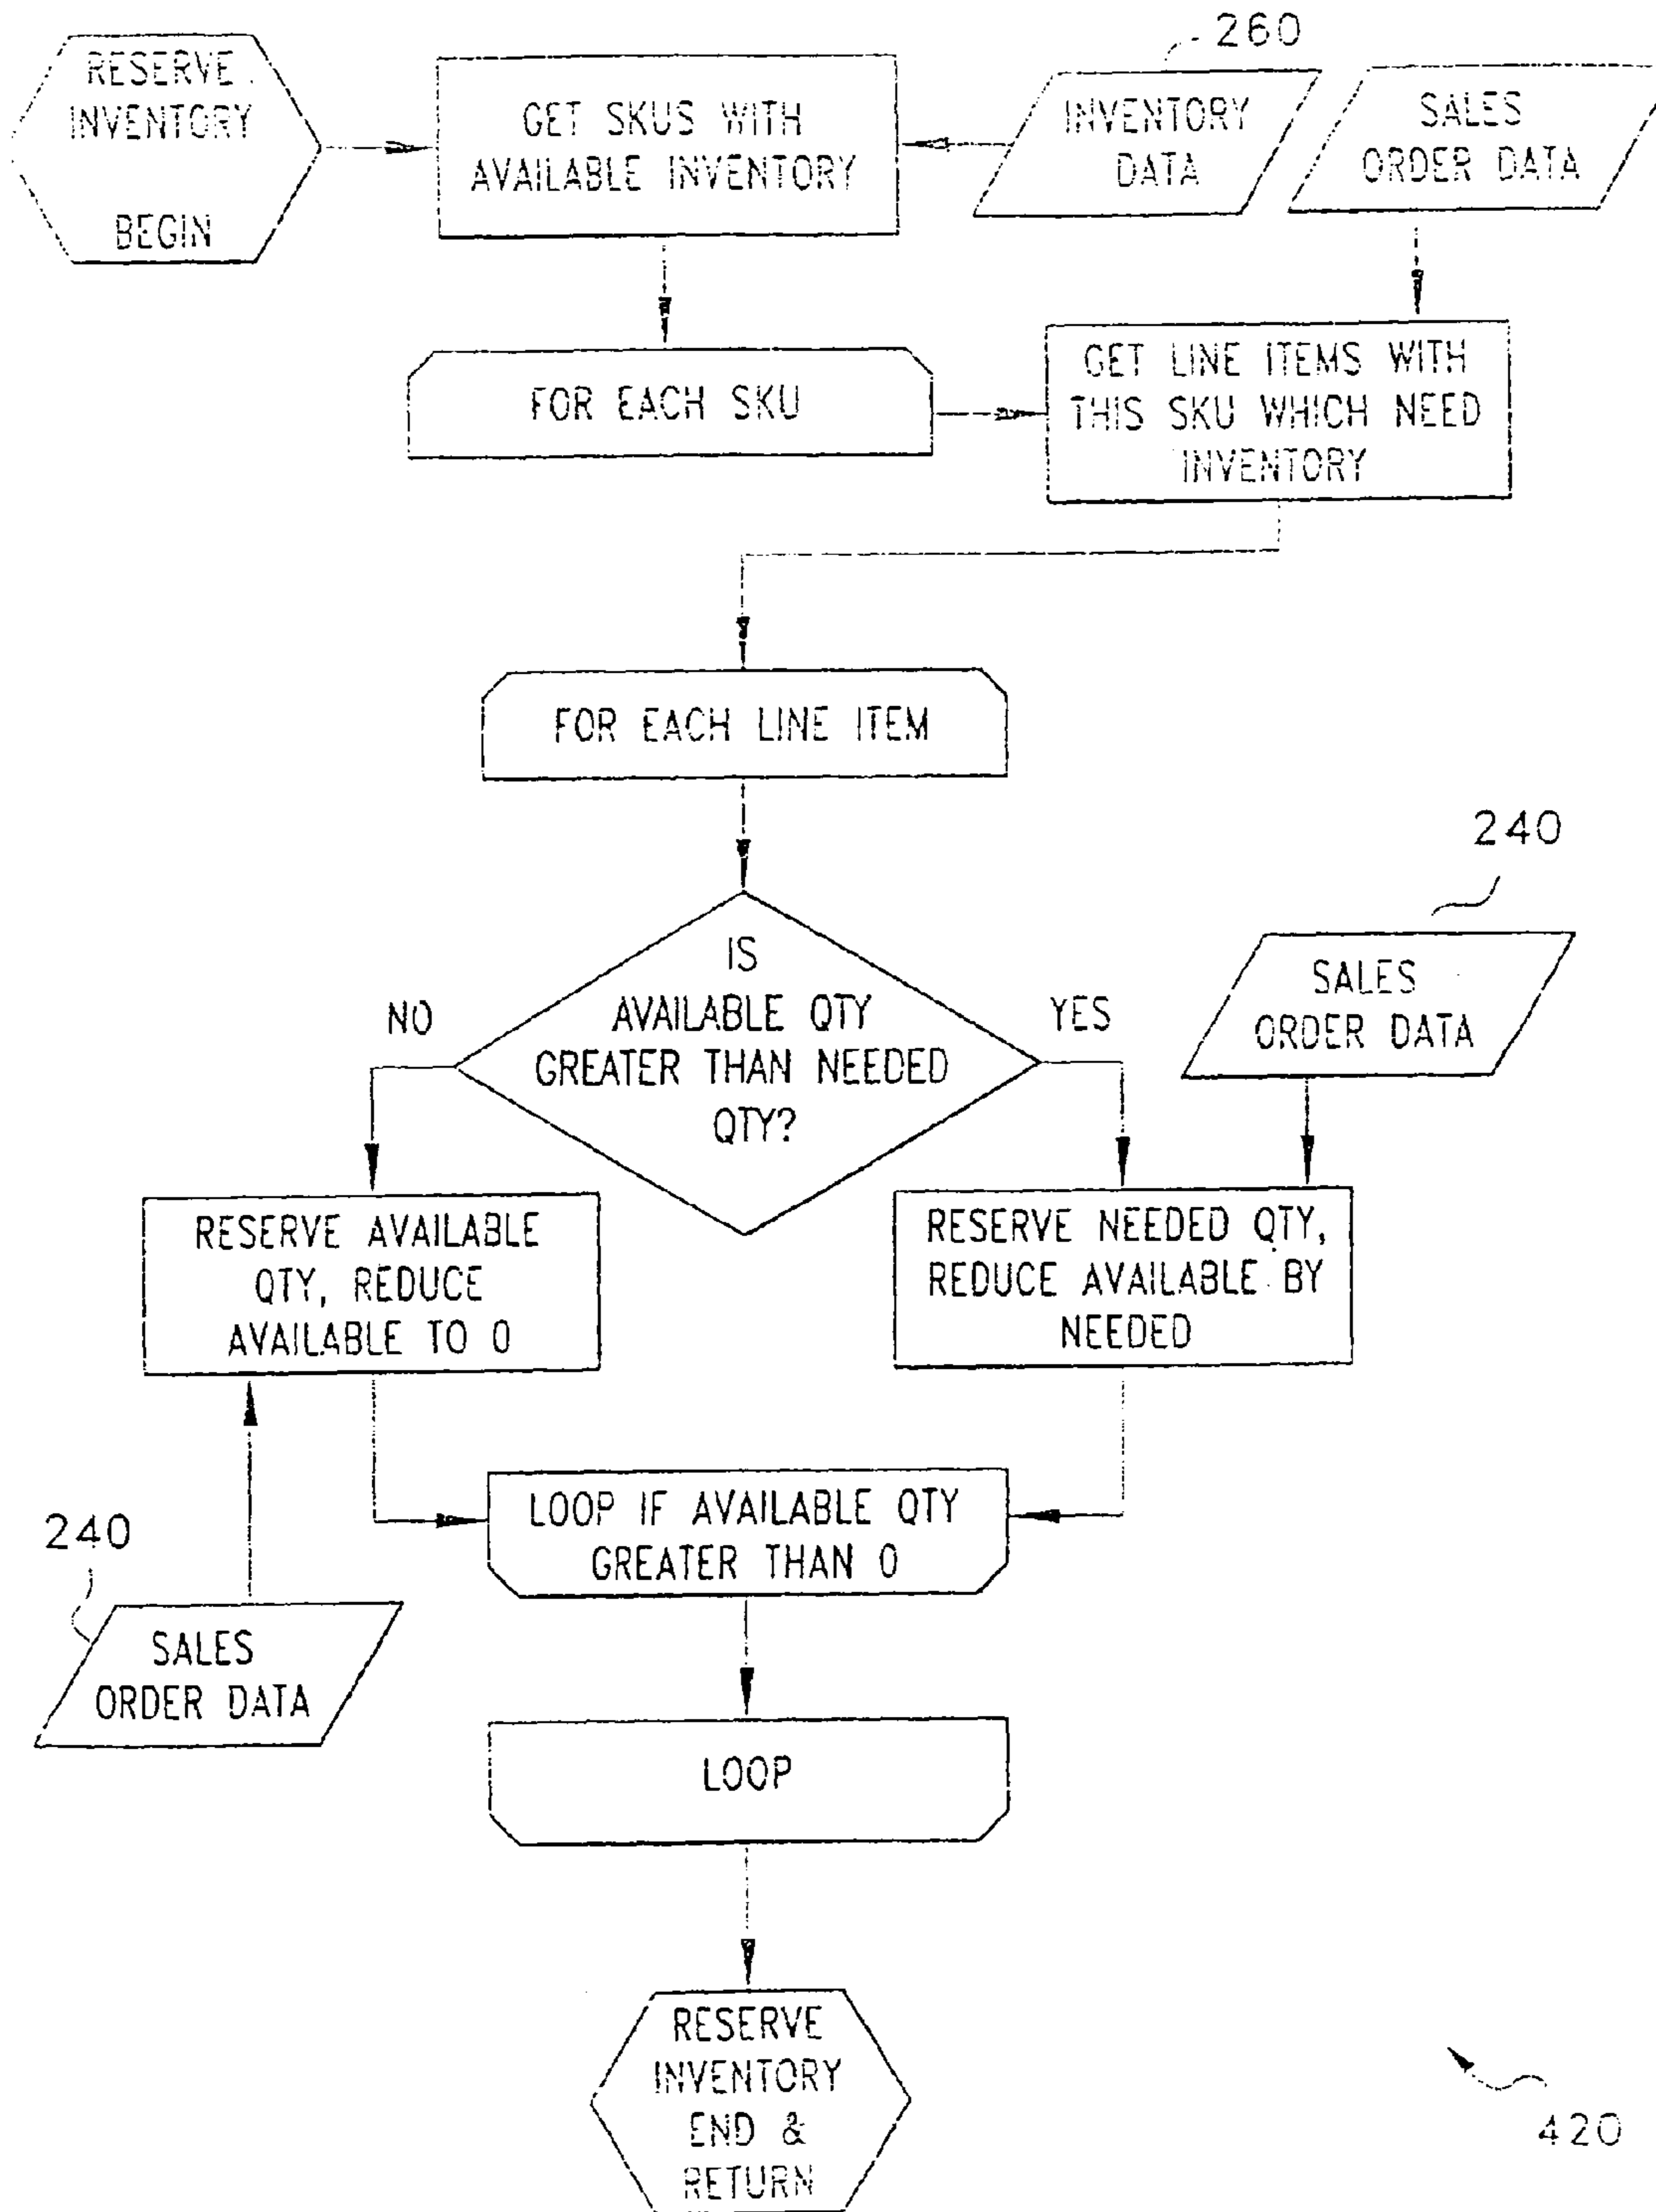 RESERVE
INVENTORY
BEGIN
GET SKUS WITH
AVAILABLE INVENTORY
260
INVENTORY
DATA
SALES
ORDER DATA
FOR EACH SKU
GET LINE ITEMS WITH
THIS SKU WHICH NEED
INVENTORY
FOR EACH LINE ITEM
IS
AVAILABLE QTY
GREATER THAN NEEDED
QTY?
NO
YES
240
SALES
ORDER DATA
RESERVE AVAILABLE
QTY, REDUCE
AVAILABLE TO 0
RESERVE NEEDED QTY,
REDUCE AVAILABLE BY
NEEDED
LOOP IF AVAILABLE QTY
GREATER THAN 0
240
SALES
ORDER DATA
LOOP
RESERVE
INVENTORY
END &
RETURN
420